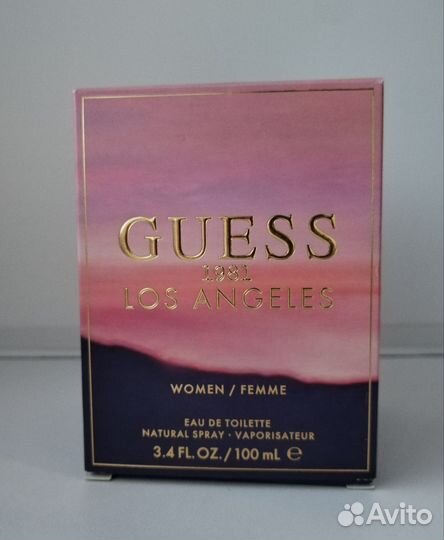 GUESS
1981
LOS ANGELES
WOMEN / FEMME
EAU DE TOILETTE
NATURAL SPRAY · VAPORISATEUR
3.4 FL. OZ. / 100 mL ℮
Avito